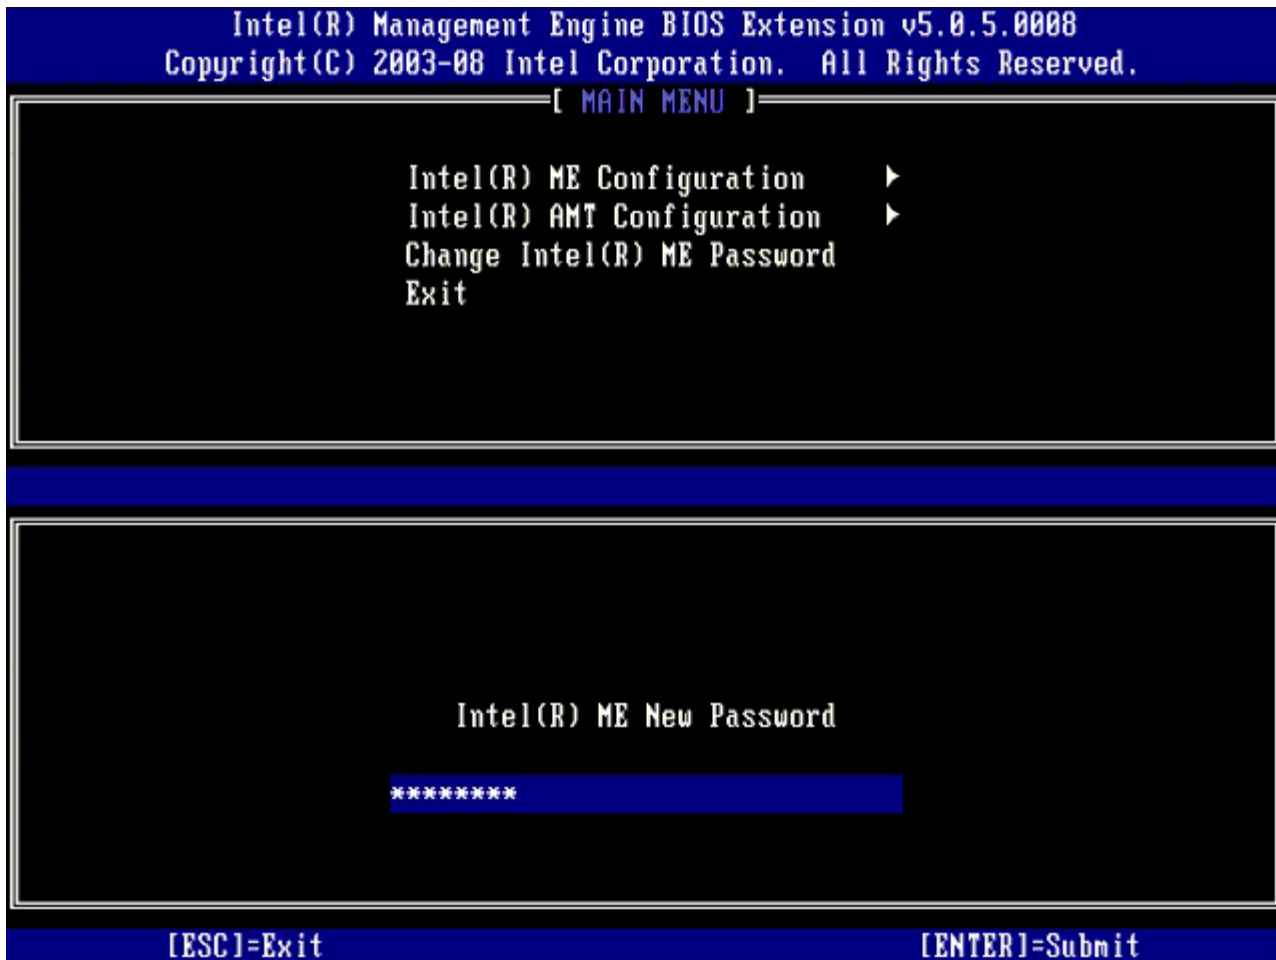 Intel(R) Management Engine BIOS Extension v5.0.5.0008
Copyright(C) 2003-08 Intel Corporation. All Rights Reserved.
[ MAIN MENU ]
Intel(R) ME Configuration ►
Intel(R) AMT Configuration ►
Change Intel(R) ME Password
Exit
Intel(R) ME New Password
********
[ESC]=Exit [ENTER]=Submit